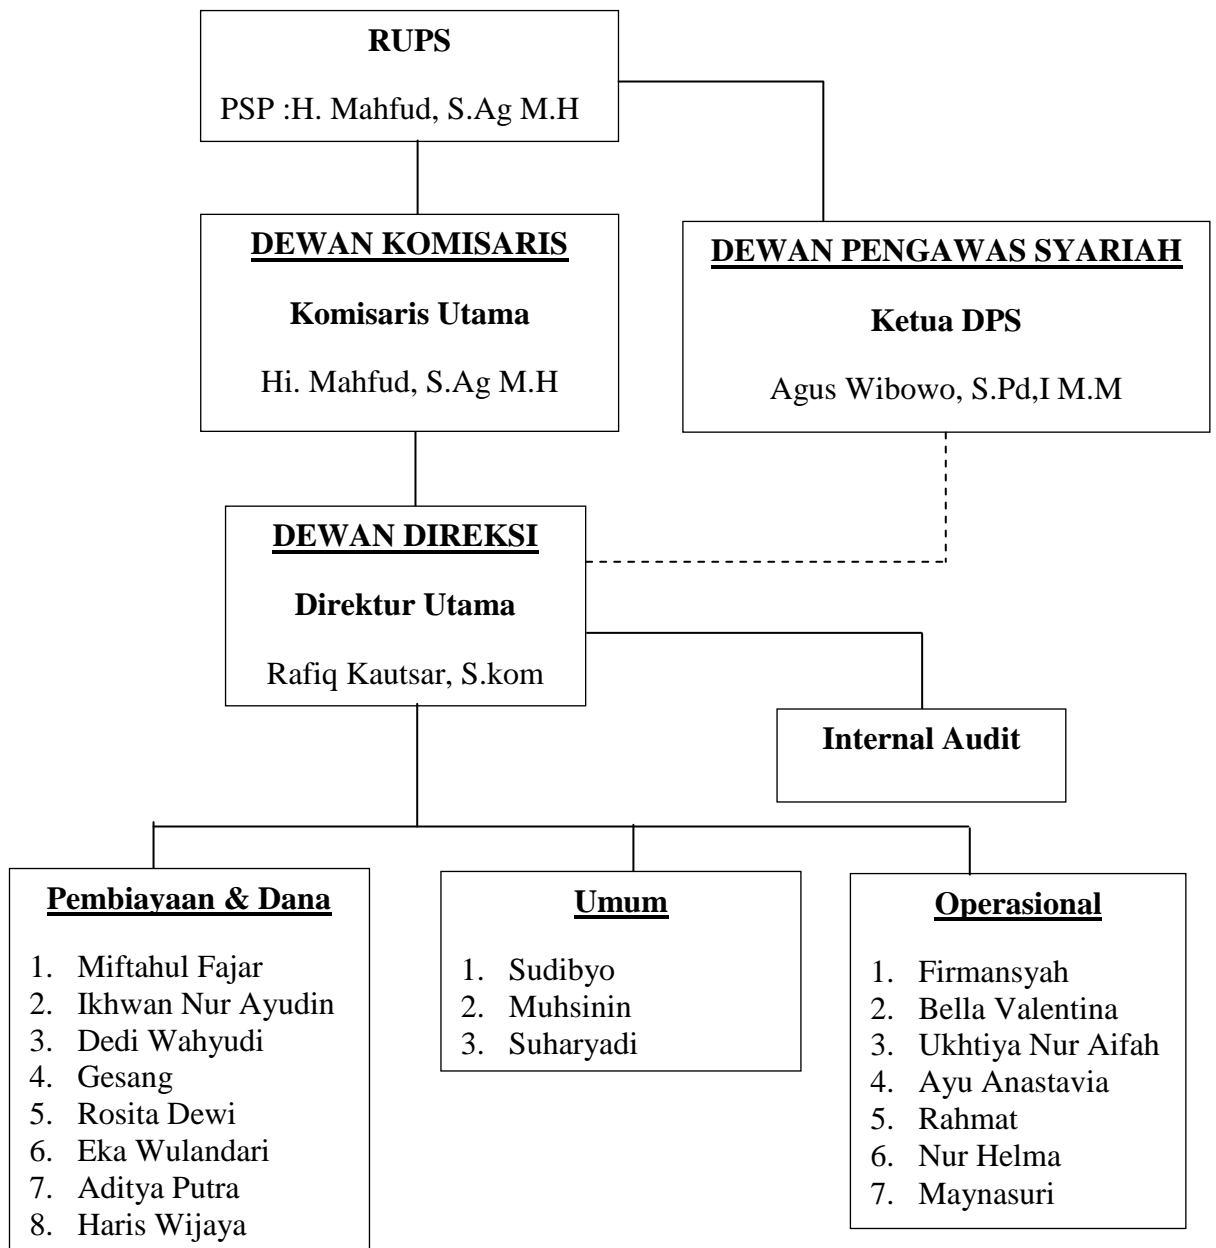 RUPS
PSP :H. Mahfud, S.Ag M.H
DEWAN KOMISARIS
Komisaris Utama
Hi. Mahfud, S.Ag M.H
DEWAN PENGAWAS SYARIAH
Ketua DPS
Agus Wibowo, S.Pd,I M.M
DEWAN DIREKSI
Direktur Utama
Rafiq Kautsar, S.kom
Internal Audit
Pembiayaan & Dana
1. Miftahul Fajar
2. Ikhwan Nur Ayudin
3. Dedi Wahyudi
4. Gesang
5. Rosita Dewi
6. Eka Wulandari
7. Aditya Putra
8. Haris Wijaya
Umum
1. Sudibyo
2. Muhsinin
3. Suharyadi
Operasional
1. Firmansyah
2. Bella Valentina
3. Ukhtiya Nur Aifah
4. Ayu Anastavia
5. Rahmat
6. Nur Helma
7. Maynasuri